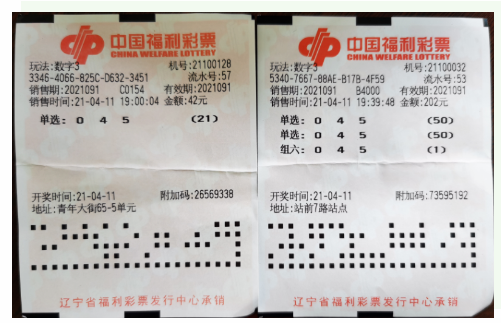 中国福利彩票
CHINA WELFARE LOTTERY
玩法:数字3 机号:21100128
3346-4066-825C-D632-3451 流水号:57
销售期:2021091 C0154 有效期:2021091
销售时间:21-04-11 19:00:04 金额:42元
单选: 0 4 5 (21)
开奖时间:21-04-11 附加码:26569338
地址:青年大街65-5单元
辽宁省福利彩票发行中心承销
中国福利彩票
CHINA WELFARE LOTTERY
玩法:数字3 机号:21100032
5340-7667-88AE-B17B-4F59 流水号:53
销售期:2021091 B4000 有效期:2021091
销售时间:21-04-11 19:39:48 金额:202元
单选: 0 4 5 (50)
单选: 0 4 5 (50)
组六: 0 4 5 (1)
开奖时间:21-04-11 附加码:73595192
地址:站前7路站点
辽宁省福利彩票发行中心承销